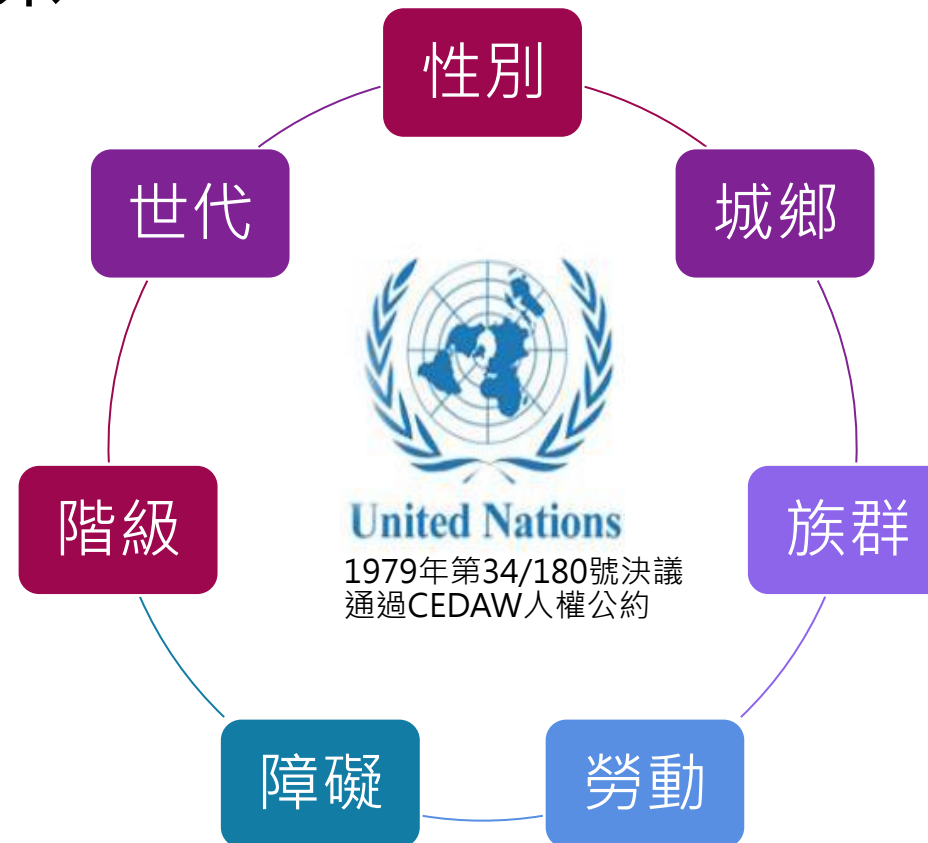 性別
城鄉
族群
勞動
障礙
階級
世代
United Nations
1979年第34/180號決議
通過CEDAW人權公約